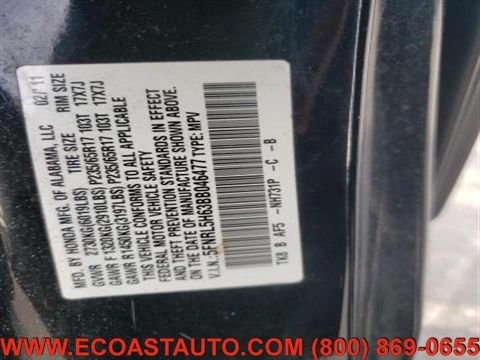 MFD. BY HONDA MFG. OF ALABAMA, LLC 02/11
GVWR 2730KG(6019LBS) TIRE SIZE RIM SIZE
GAWR F 1320KG(2910LBS) P235/65R17 103T 17X7J
GAWR R1450KG(3197LBS) P235/65R17 103T 17X7J
THIS VEHICLE CONFORMS TO ALL APPLICABLE
FEDERAL MOTOR VEHICLE SAFETY
AND THEFT PREVENTION STANDARDS IN EFFECT
ON THE DATE OF MANUFACTURE SHOWN ABOVE.
V.I.N.:5FNRL5H63BB046477 TYPE: MPV
TK8 B AF5 -NH731P -C -B
WWW.ECOASTAUTO.COM (800) 869-0655